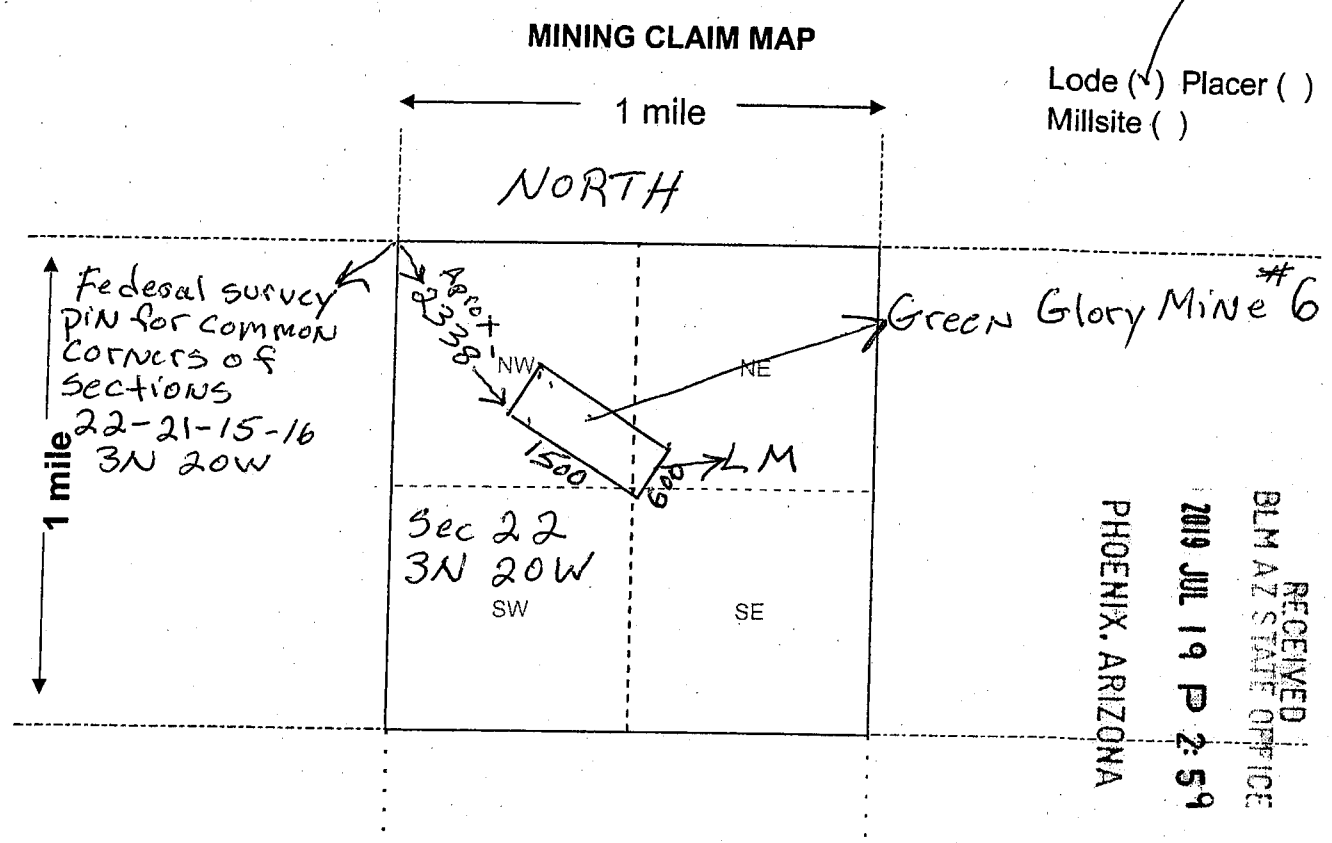 MINING CLAIM MAP
Lode (✓) Placer ( )
Millsite ( )
1 mile
NORTH
Federal survey
PIN for common
corners of
sections
22-21-15-16
3N 20W
1 mile
Aprox
2338'
NW
NE
Green Glory Mine #6
1500
600
LM
Sec 22
3N 20W
SW
SE
RECEIVED
BLM AZ STATE OFFICE
2019 JUL 19 P 2:59
PHOENIX, ARIZONA